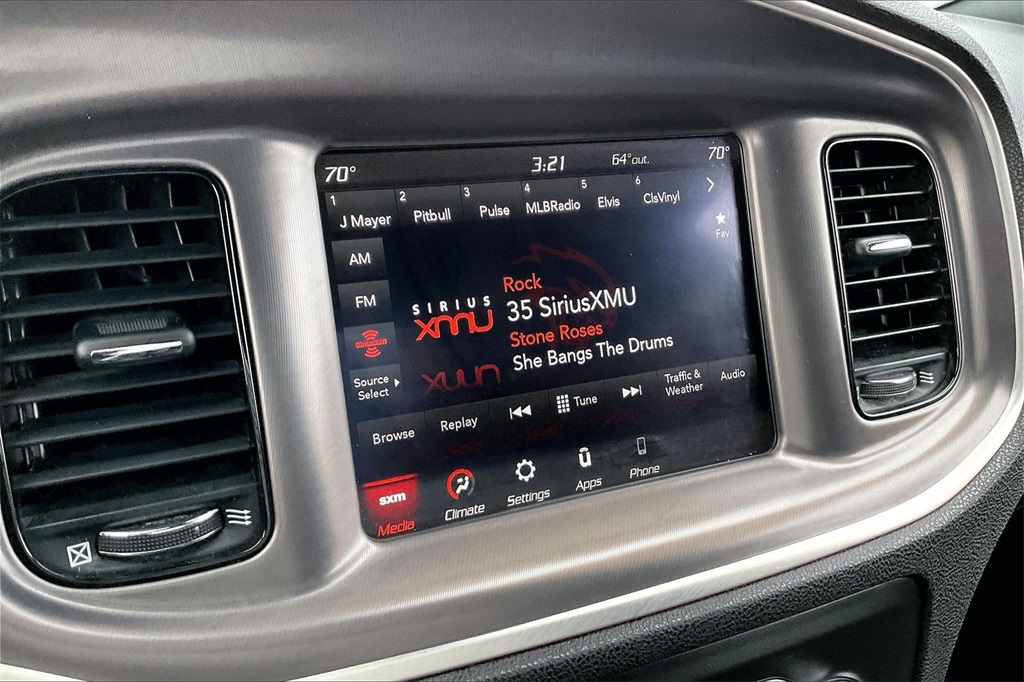 70° 3:21 64°out. 70°
1 J Mayer 2 Pitbull 3 Pulse 4 MLBRadio 5 Elvis 6 ClsVinyl
Fav
AM
FM
Source
Select
SIRIUS
xmu
Rock
35 SiriusXMU
Stone Roses
She Bangs The Drums
Browse Replay Tune Traffic & Weather Audio
sxm
Media Climate Settings Apps Phone